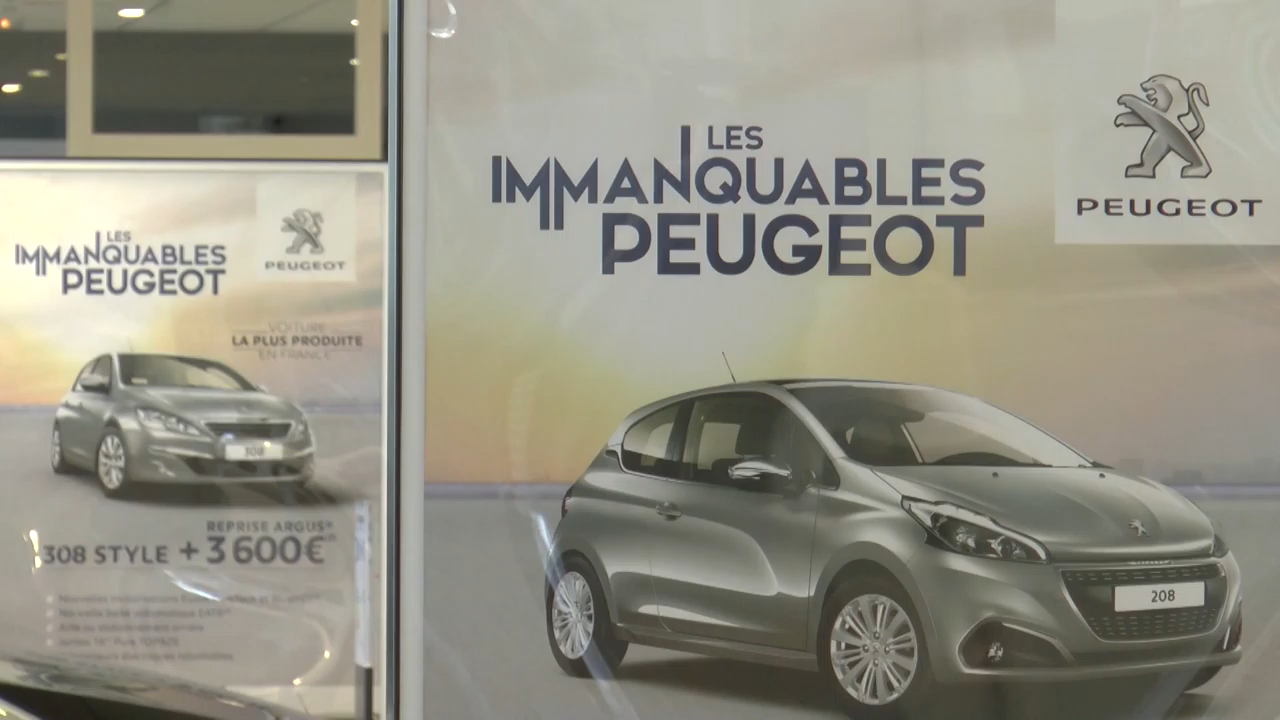 LES
IMMANQUABLES
PEUGEOT
PEUGEOT
VOITURE
LA PLUS PRODUITE
EN FRANCE
308
REPRISE ARGUS
308 STYLE + 3 600€
LES
IMMANQUABLES
PEUGEOT
PEUGEOT
208